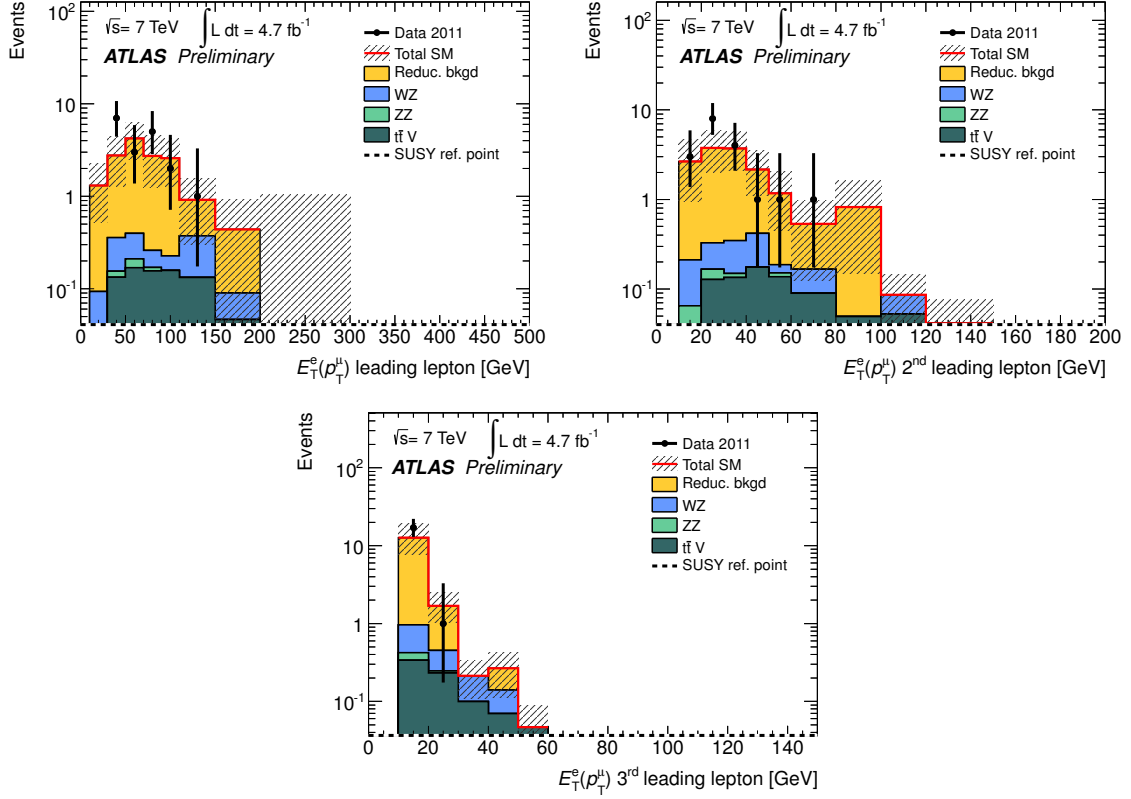 Events
√s= 7 TeV ∫L dt = 4.7 fb⁻¹
ATLAS Preliminary
Data 2011
Total SM
Reduc. bkgd
WZ
ZZ
tt̄ V
SUSY ref. point
10²
10
1
10⁻¹
0 50 100 150 200 250 300 350 400 450 500
E_T^e(p_T^μ) leading lepton [GeV]
Events
√s= 7 TeV ∫L dt = 4.7 fb⁻¹
ATLAS Preliminary
Data 2011
Total SM
Reduc. bkgd
WZ
ZZ
tt̄ V
SUSY ref. point
10²
10
1
10⁻¹
0 20 40 60 80 100 120 140 160 180 200
E_T^e(p_T^μ) 2ⁿᵈ leading lepton [GeV]
Events
√s= 7 TeV ∫L dt = 4.7 fb⁻¹
ATLAS Preliminary
Data 2011
Total SM
Reduc. bkgd
WZ
ZZ
tt̄ V
SUSY ref. point
10²
10
1
10⁻¹
0 20 40 60 80 100 120 140
E_T^e(p_T^μ) 3ʳᵈ leading lepton [GeV]